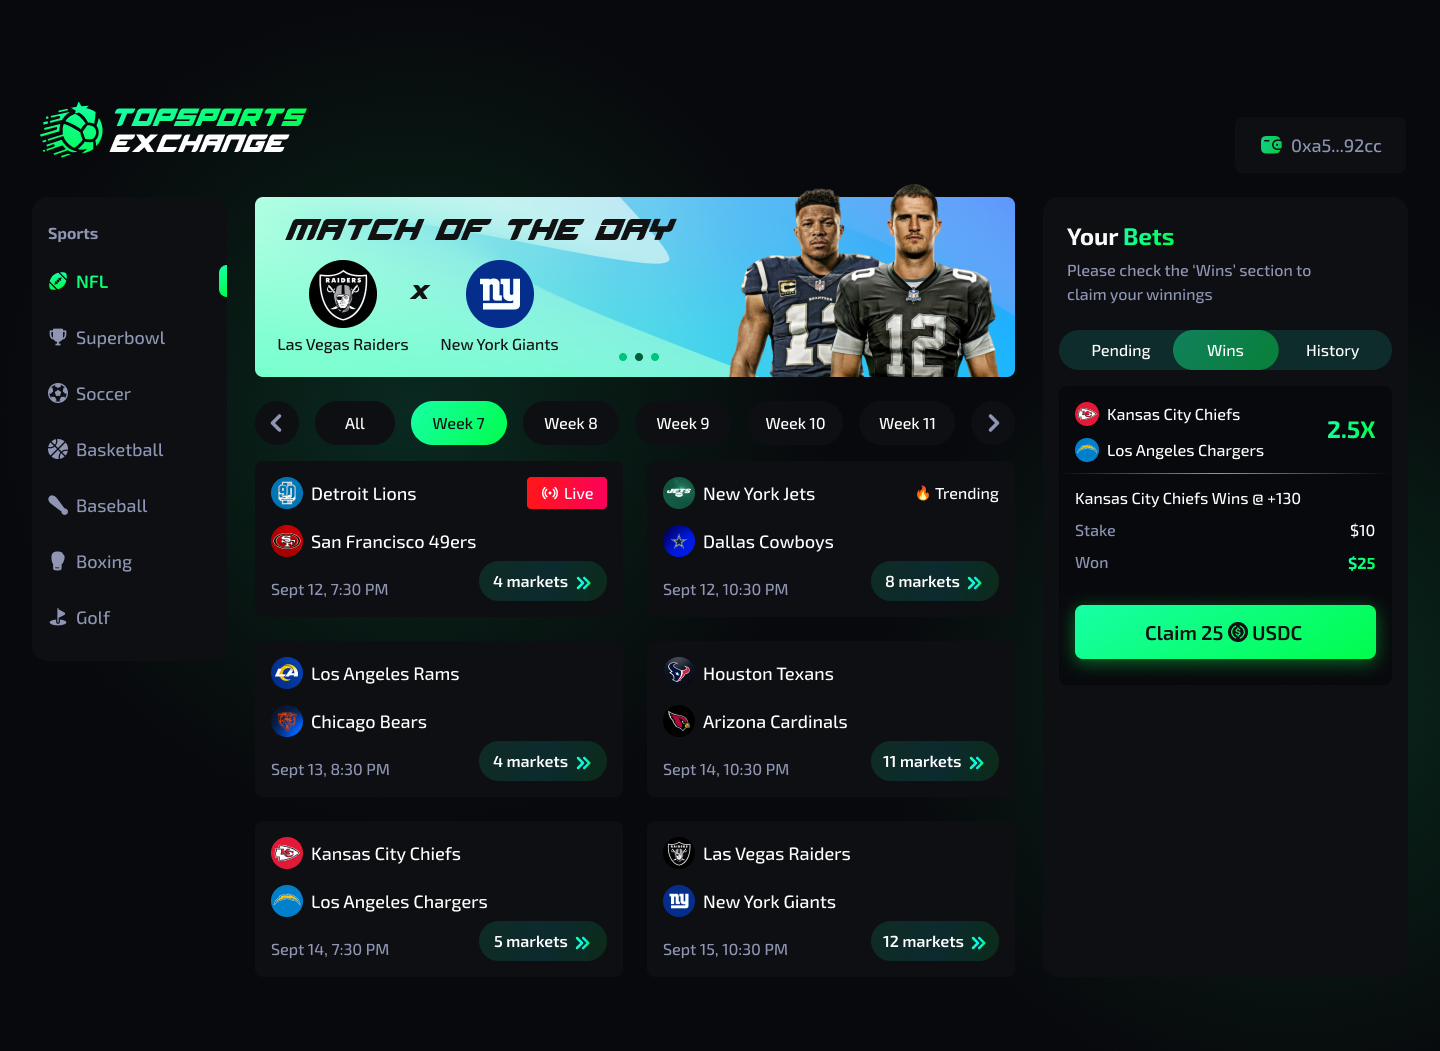 TOPSPORTS
EXCHANGE
0xa5...92cc
Sports
NFL
Superbowl
Soccer
Basketball
Baseball
Boxing
Golf
MATCH OF THE DAY
RAIDERS
x
ny
Las Vegas Raiders
New York Giants
C
12
All
Week 7
Week 8
Week 9
Week 10
Week 11
Detroit Lions
Live
San Francisco 49ers
Sept 12, 7:30 PM
4 markets
New York Jets
Trending
Dallas Cowboys
Sept 12, 10:30 PM
8 markets
Los Angeles Rams
Chicago Bears
Sept 13, 8:30 PM
4 markets
Houston Texans
Arizona Cardinals
Sept 14, 10:30 PM
11 markets
Kansas City Chiefs
Los Angeles Chargers
Sept 14, 7:30 PM
5 markets
Las Vegas Raiders
ny
New York Giants
Sept 15, 10:30 PM
12 markets
Your Bets
Please check the ‘Wins’ section to
claim your winnings
Pending
Wins
History
Kansas City Chiefs
2.5X
Los Angeles Chargers
Kansas City Chiefs Wins @ +130
Stake
$10
Won
$25
Claim 25 USDC